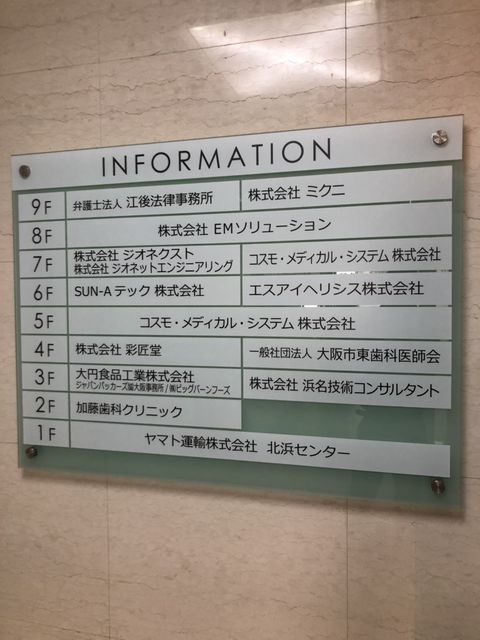 INFORMATION
9F 弁護士法人 江後法律事務所 株式会社 ミクニ
8F 株式会社 EMソリューション
7F 株式会社 ジオネクスト コスモ・メディカル・システム 株式会社
株式会社 ジオネットエンジニアリング
6F SUN-Aテック 株式会社 エスアイヘリシス株式会社
5F コスモ・メディカル・システム 株式会社
4F 株式会社 彩匠堂 一般社団法人 大阪市東歯科医師会
3F 大円食品工業株式会社 株式会社 浜名技術コンサルタント
ジャパンパッカーズ㈱大阪事務所/㈱ビッグバーンフーズ
2F 加藤歯科クリニック
1F ヤマト運輸株式会社 北浜センター